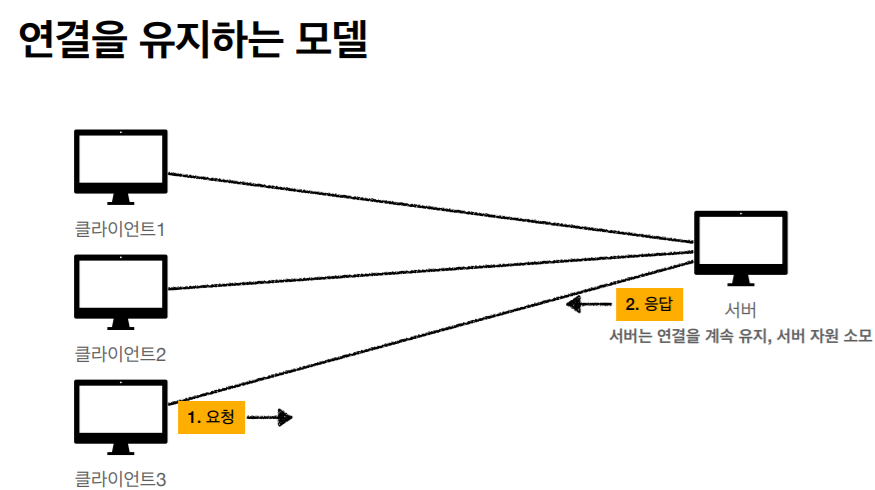 연결을 유지하는 모델
클라이언트1
클라이언트2
2. 응답
서버
서버는 연결을 계속 유지, 서버 자원 소모
1. 요청
클라이언트3